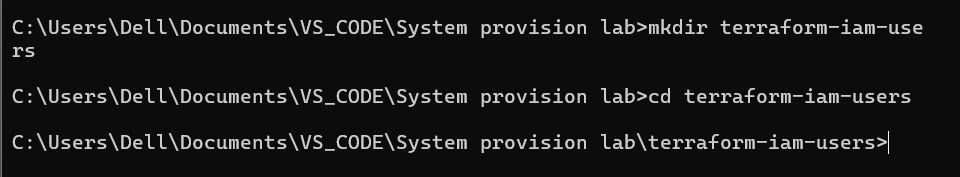 C:\Users\Dell\Documents\VS_CODE\System provision lab>mkdir terraform-iam-use
rs
C:\Users\Dell\Documents\VS_CODE\System provision lab>cd terraform-iam-users
C:\Users\Dell\Documents\VS_CODE\System provision lab\terraform-iam-users>